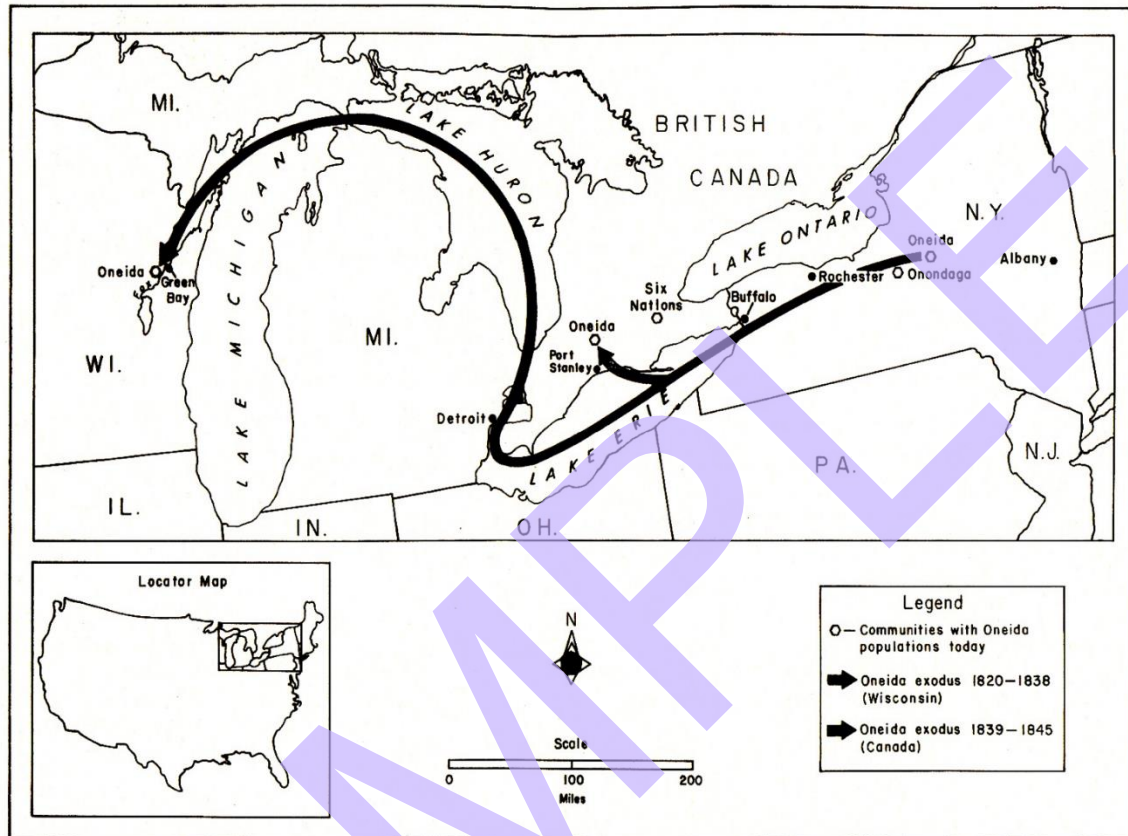 MI.
LAKE HURON
BRITISH
CANADA
LAKE MICHIGAN
LAKE ONTARIO
N.Y.
Oneida
Albany
Rochester
Onondaga
Oneida
Green
Bay
Six
Nations
Buffalo
Oneida
MI.
Port
Stanley
WI.
Detroit
LAKE ERIE
PA.
N.J.
IL.
IN.
OH.
Locator Map
N
Scale
0 100 200
Miles
Legend
— Communities with Oneida
populations today
Oneida exodus 1820–1838
(Wisconsin)
Oneida exodus 1839–1845
(Canada)
MPLE